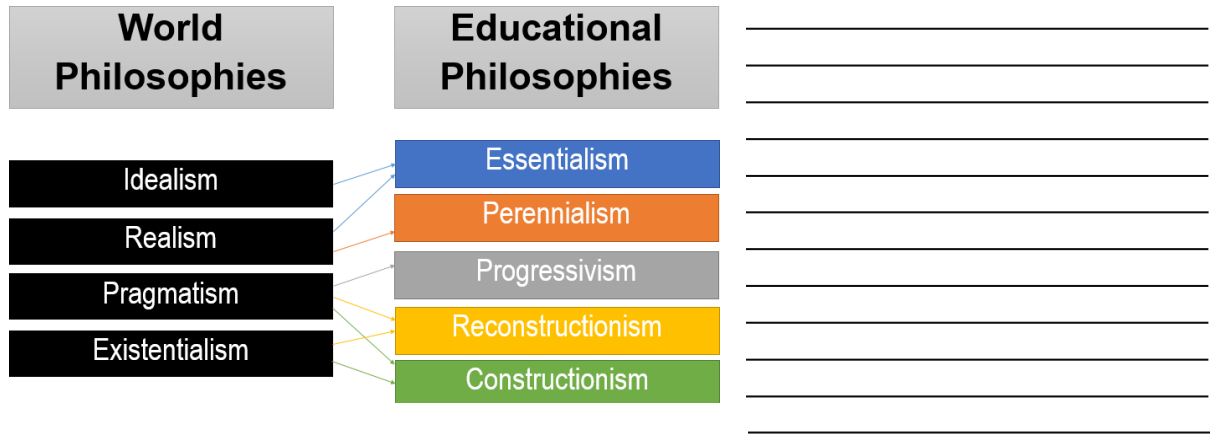 World
Philosophies
Educational
Philosophies
Idealism
Realism
Pragmatism
Existentialism
Essentialism
Perennialism
Progressivism
Reconstructionism
Constructionism